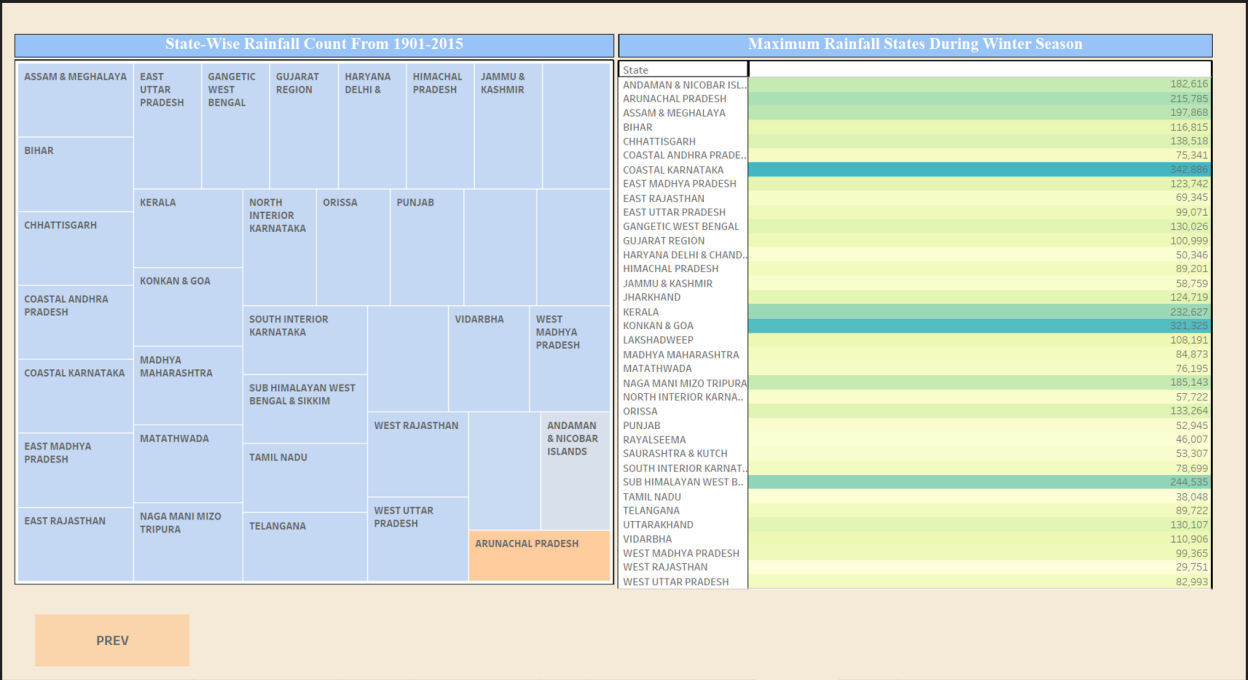 State-Wise Rainfall Count From 1901-2015
ASSAM & MEGHALAYA
BIHAR
CHHATTISGARH
COASTAL ANDHRA
PRADESH
COASTAL KARNATAKA
EAST MADHYA
PRADESH
EAST RAJASTHAN
EAST
UTTAR
PRADESH
GANGETIC
WEST
BENGAL
GUJARAT
REGION
HARYANA
DELHI &
HIMACHAL
PRADESH
JAMMU &
KASHMIR
KERALA
KONKAN & GOA
MADHYA
MAHARASHTRA
MATATHWADA
NAGA MANI MIZO
TRIPURA
NORTH
INTERIOR
KARNATAKA
ORISSA
PUNJAB
SOUTH INTERIOR
KARNATAKA
SUB HIMALAYAN WEST
BENGAL & SIKKIM
TAMIL NADU
TELANGANA
VIDARBHA
WEST
MADHYA
PRADESH
WEST RAJASTHAN
WEST UTTAR
PRADESH
ANDAMAN
& NICOBAR
ISLANDS
ARUNACHAL PRADESH
Maximum Rainfall States During Winter Season
State
ANDAMAN & NICOBAR ISL.. 182,616
ARUNACHAL PRADESH 215,785
ASSAM & MEGHALAYA 197,868
BIHAR 116,815
CHHATTISGARH 138,518
COASTAL ANDHRA PRADE.. 75,341
COASTAL KARNATAKA 342,886
EAST MADHYA PRADESH 123,742
EAST RAJASTHAN 69,345
EAST UTTAR PRADESH 99,071
GANGETIC WEST BENGAL 130,026
GUJARAT REGION 100,999
HARYANA DELHI & CHAND.. 50,346
HIMACHAL PRADESH 89,201
JAMMU & KASHMIR 58,759
JHARKHAND 124,719
KERALA 232,627
KONKAN & GOA 321,325
LAKSHADWEEP 108,191
MADHYA MAHARASHTRA 84,873
MATATHWADA 76,195
NAGA MANI MIZO TRIPURA 185,143
NORTH INTERIOR KARNA.. 57,722
ORISSA 133,264
PUNJAB 52,945
RAYALSEEMA 46,007
SAURASHTRA & KUTCH 53,307
SOUTH INTERIOR KARNAT.. 78,699
SUB HIMALAYAN WEST B.. 244,535
TAMIL NADU 38,048
TELANGANA 89,722
UTTARAKHAND 130,107
VIDARBHA 110,906
WEST MADHYA PRADESH 99,365
WEST RAJASTHAN 29,751
WEST UTTAR PRADESH 82,993
PREV